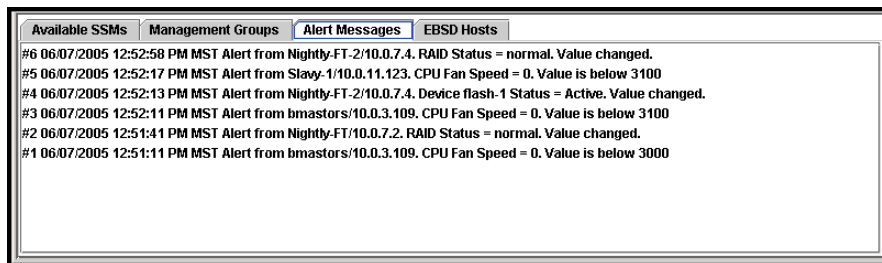 Available SSMs Management Groups Alert Messages EBSD Hosts
#6 06/07/2005 12:52:58 PM MST Alert from Nightly-FT-2/10.0.7.4. RAID Status = normal. Value changed.
#5 06/07/2005 12:52:17 PM MST Alert from Slavy-1/10.0.11.123. CPU Fan Speed = 0. Value is below 3100
#4 06/07/2005 12:52:13 PM MST Alert from Nightly-FT-2/10.0.7.4. Device flash-1 Status = Active. Value changed.
#3 06/07/2005 12:52:11 PM MST Alert from bmastors/10.0.3.109. CPU Fan Speed = 0. Value is below 3100
#2 06/07/2005 12:51:41 PM MST Alert from Nightly-FT/10.0.7.2. RAID Status = normal. Value changed.
#1 06/07/2005 12:51:11 PM MST Alert from bmastors/10.0.3.109. CPU Fan Speed = 0. Value is below 3000